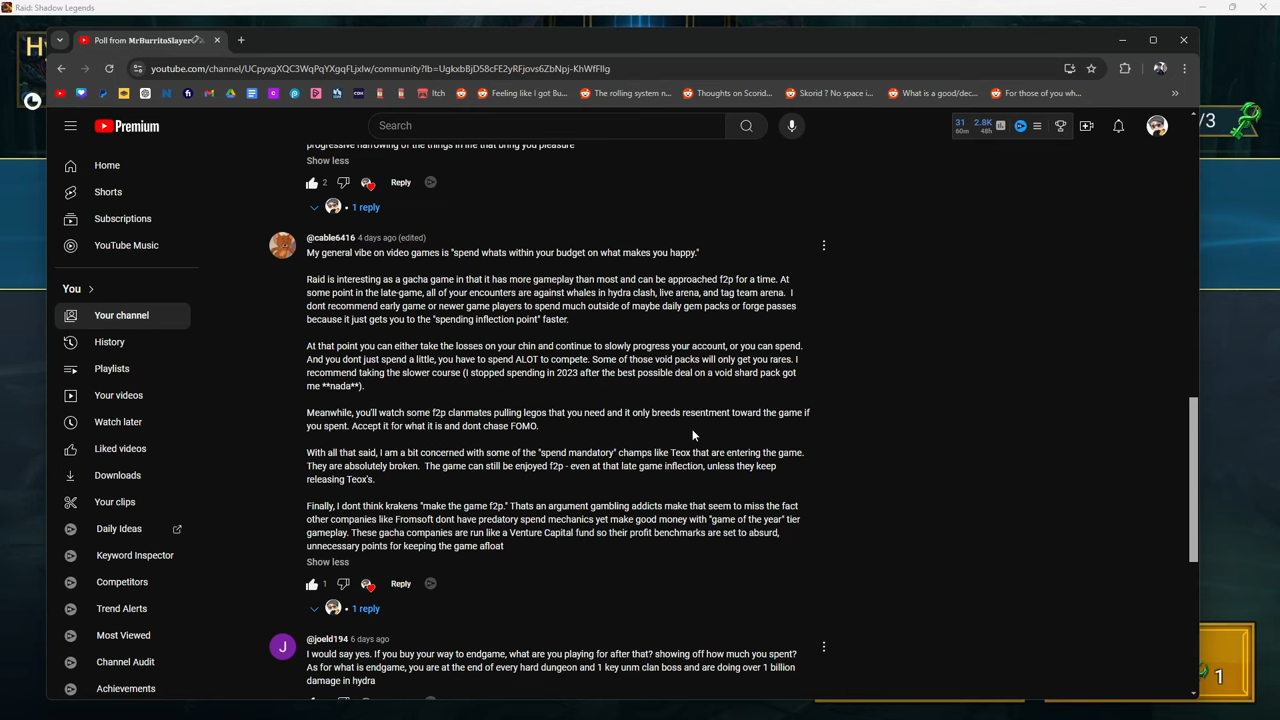 Raid: Shadow Legends
Hy
Poll from MrBurritoSlayer
youtube.com/channel/UCpyxgXQC3WqPqYXgqFLjxlw/community?lb=UgkxbBjD58cFE2yRFjovs6ZbNpj-KhWfFllg
Itch
Feeling like I got Bu...
The rolling system n...
Thoughts on Scorid...
Skord ? No space i...
What is a good/dec...
For those of you wh...
»
Premium
Search
31 2.8K
60m 48h
/3
Home
Shorts
Subscriptions
YouTube Music
You
Your channel
History
Playlists
Your videos
Watch later
Liked videos
Downloads
Your clips
Daily Ideas
Keyword Inspector
Competitors
Trend Alerts
Most Viewed
Channel Audit
Achievements
progressive narrowing of the things in life that bring you pleasure
Show less
2 Reply
• 1 reply
@cable6416 4 days ago (edited)
My general vibe on video games is "spend whats within your budget on what makes you happy."
Raid is interesting as a gacha game in that it has more gameplay than most and can be approached f2p for a time. At
some point in the late-game, all of your encounters are against whales in hydra clash, live arena, and tag team arena. I
dont recommend early game or newer game players to spend much outside of maybe daily gem packs or forge passes
because it just gets you to the "spending inflection point" faster.
At that point you can either take the losses on your chin and continue to slowly progress your account, or you can spend.
And you dont just spend a little, you have to spend ALOT to compete. Some of those void packs will only get you rares. I
recommend taking the slower course (I stopped spending in 2023 after the best possible deal on a void shard pack got
me **nada**).
Meanwhile, you'll watch some f2p clanmates pulling legos that you need and it only breeds resentment toward the game if
you spent. Accept it for what it is and dont chase FOMO.
With all that said, I am a bit concerned with some of the "spend mandatory" champs like Teox that are entering the game.
They are absolutely broken.  The game can still be enjoyed f2p - even at that late game inflection, unless they keep
releasing Teox's.
Finally, I dont think krakens "make the game f2p." Thats an argument gambling addicts make that seem to miss the fact
other companies like Fromsoft dont have predatory spend mechanics yet make good money with "game of the year" tier
gameplay. These gacha companies are run like a Venture Capital fund so their profit benchmarks are set to absurd,
unnecessary points for keeping the game afloat
Show less
1 Reply
• 1 reply
J
@joeld194 6 days ago
I would say yes. If you buy your way to endgame, what are you playing for after that? showing off how much you spent?
As for what is endgame, you are at the end of every hard dungeon and 1 key unm clan boss and are doing over 1 billion
damage in hydra
1